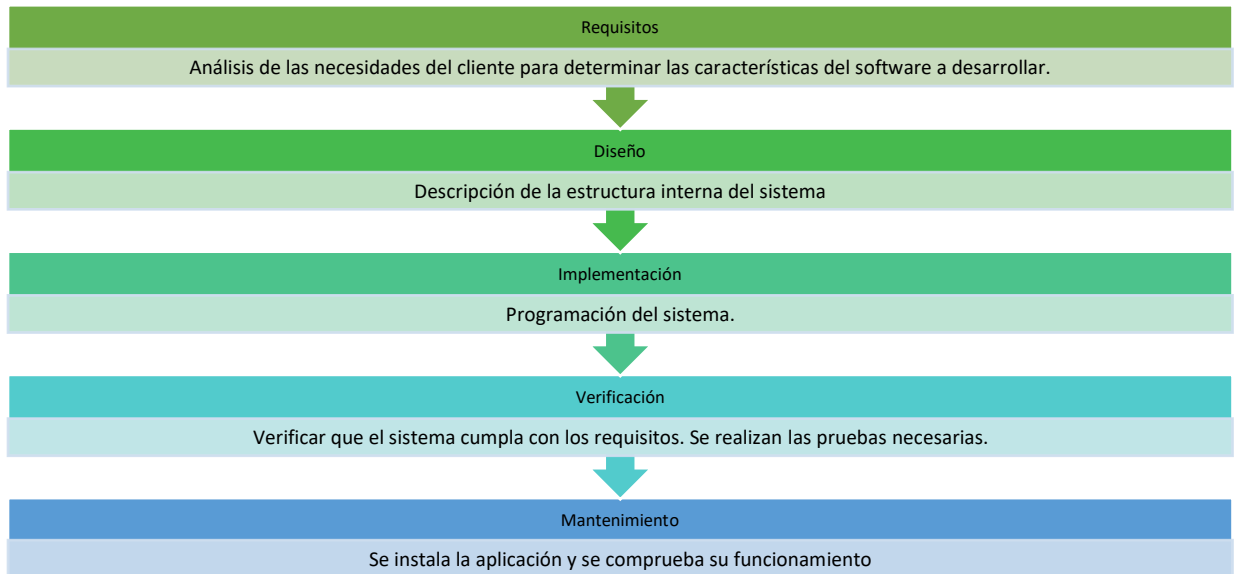 Requisitos
Análisis de las necesidades del cliente para determinar las características del software a desarrollar.
Diseño
Descripción de la estructura interna del sistema
Implementación
Programación del sistema.
Verificación
Verificar que el sistema cumpla con los requisitos. Se realizan las pruebas necesarias.
Mantenimiento
Se instala la aplicación y se comprueba su funcionamiento